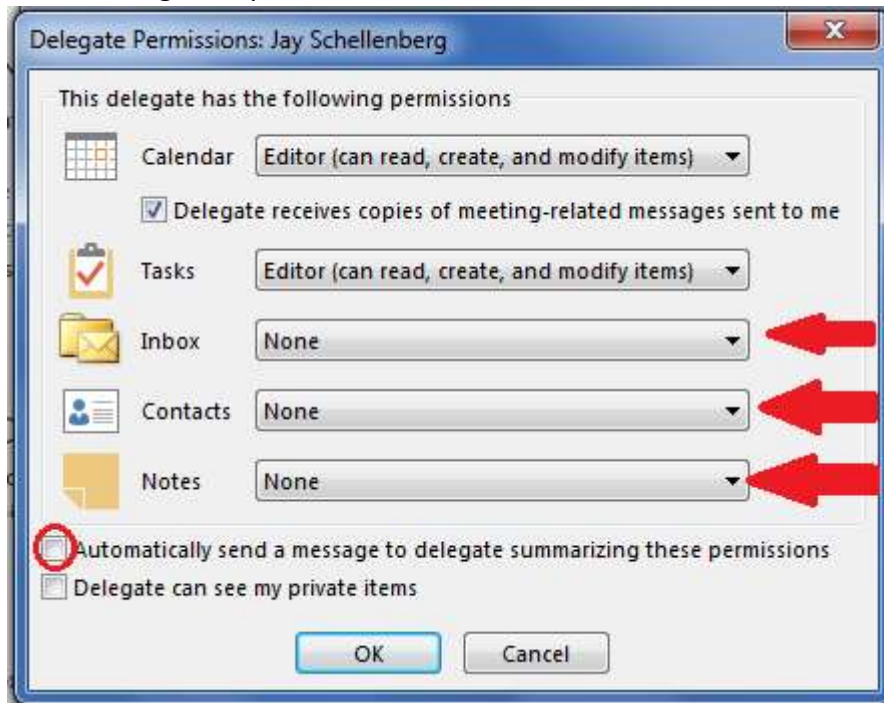 Delegate Permissions: Jay Schellenberg
This delegate has the following permissions
Calendar Editor (can read, create, and modify items)
Delegate receives copies of meeting-related messages sent to me
Tasks Editor (can read, create, and modify items)
Inbox None
Contacts None
Notes None
Automatically send a message to delegate summarizing these permissions
Delegate can see my private items
OK Cancel